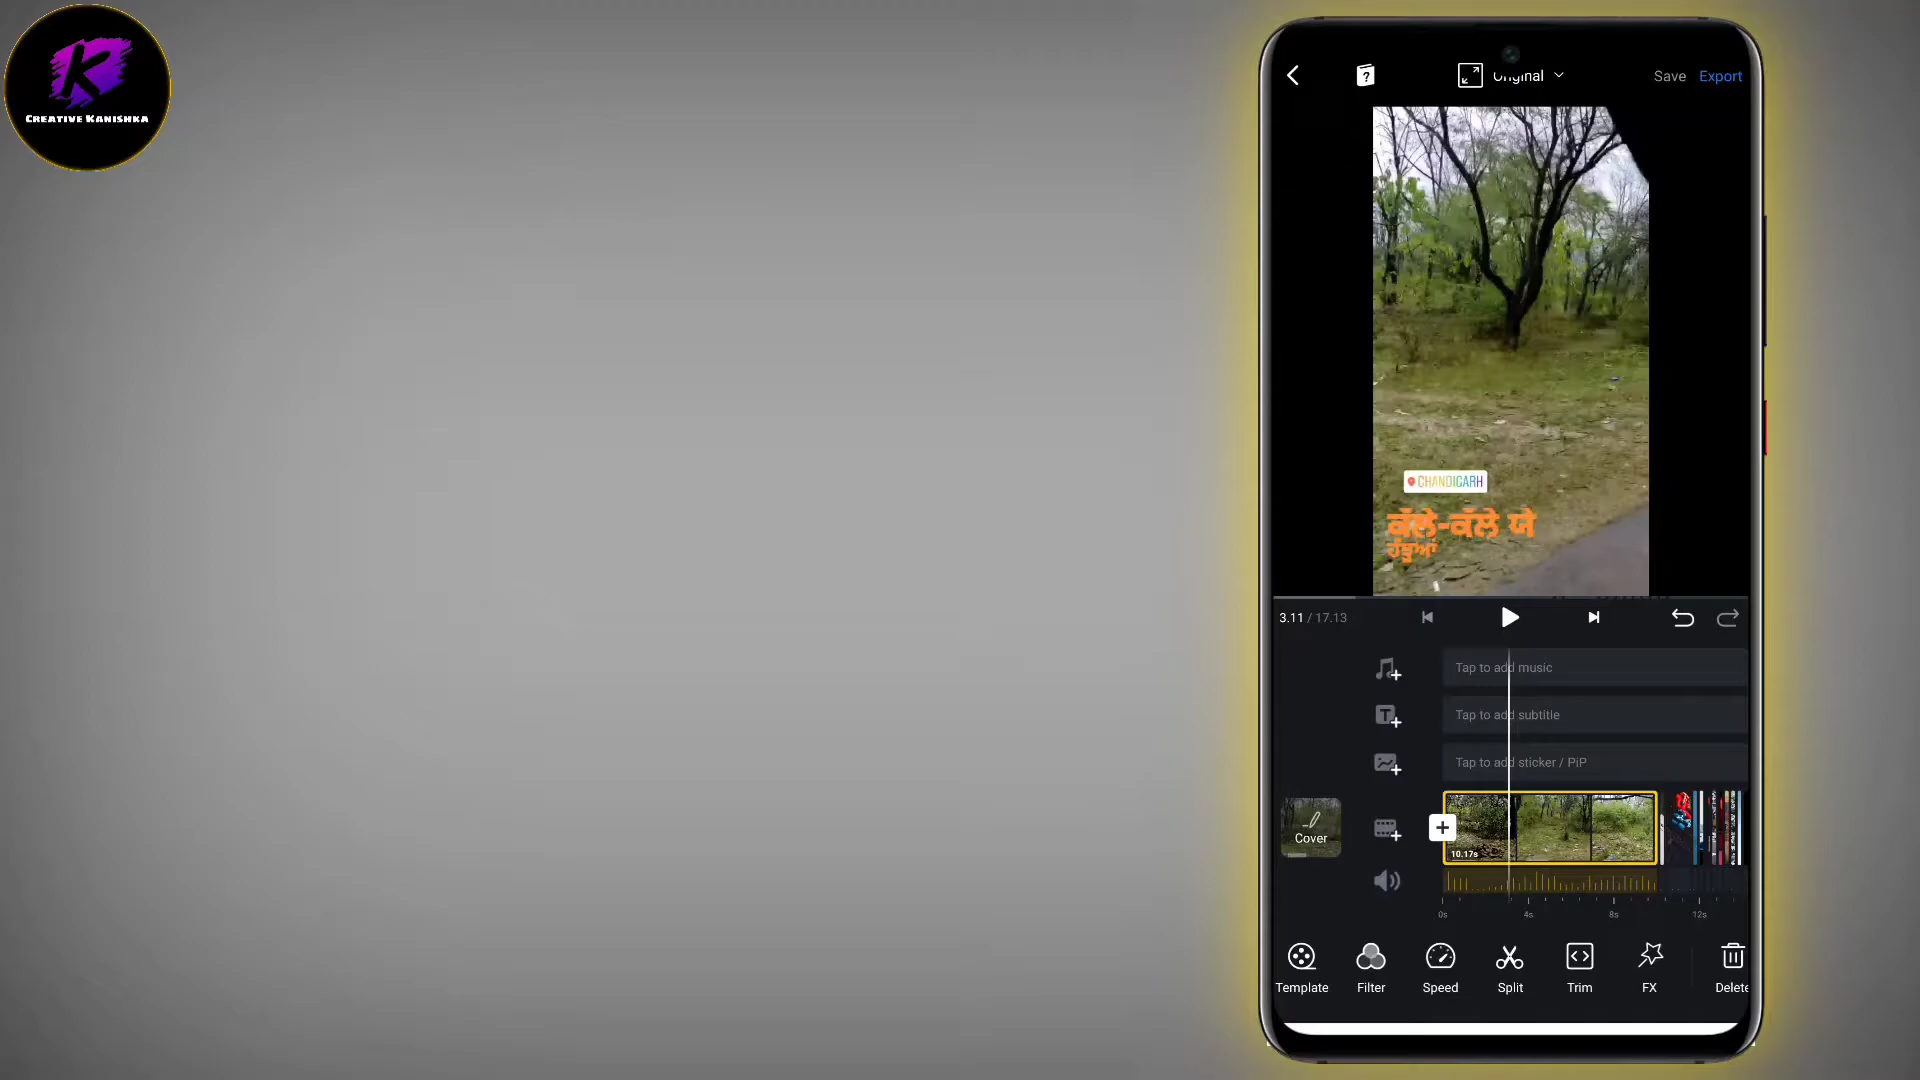 CREATIVE KANISHKA
Original
Save
Export
CHANDIGARH
ਕੱਲੇ-ਕੱਲੇ ਯੇ
ਹੰਝੂਆਂ
3.11 / 17.13
Tap to add music
Tap to add subtitle
Tap to add sticker / PiP
Cover
10.17s
0s 4s 8s 12s
Template
Filter
Speed
Split
Trim
FX
Delete